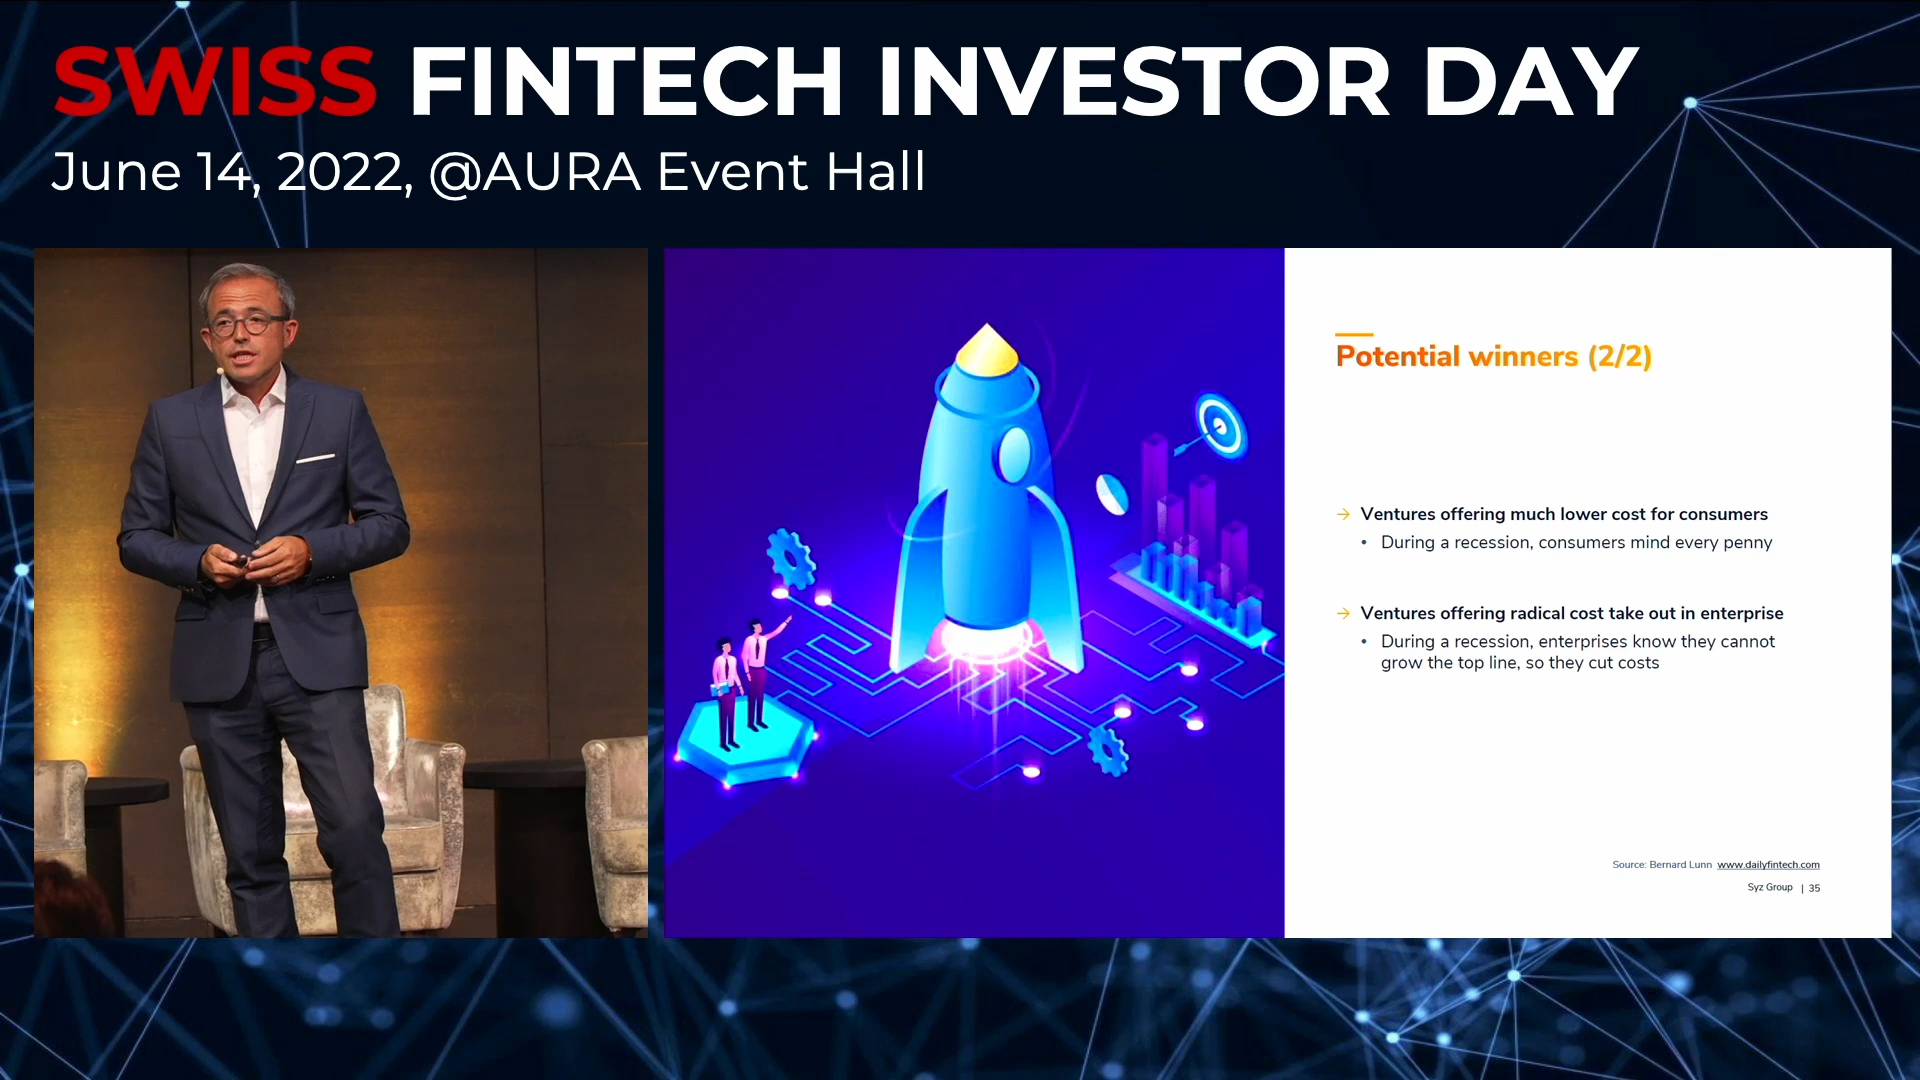 SWISS FINTECH INVESTOR DAY
June 14, 2022, @AURA Event Hall
Potential winners (2/2)
→ Ventures offering much lower cost for consumers
• During a recession, consumers mind every penny
→ Ventures offering radical cost take out in enterprise
• During a recession, enterprises know they cannot
grow the top line, so they cut costs
Source: Bernard Lunn www.dailyfintech.com
Syz Group | 35